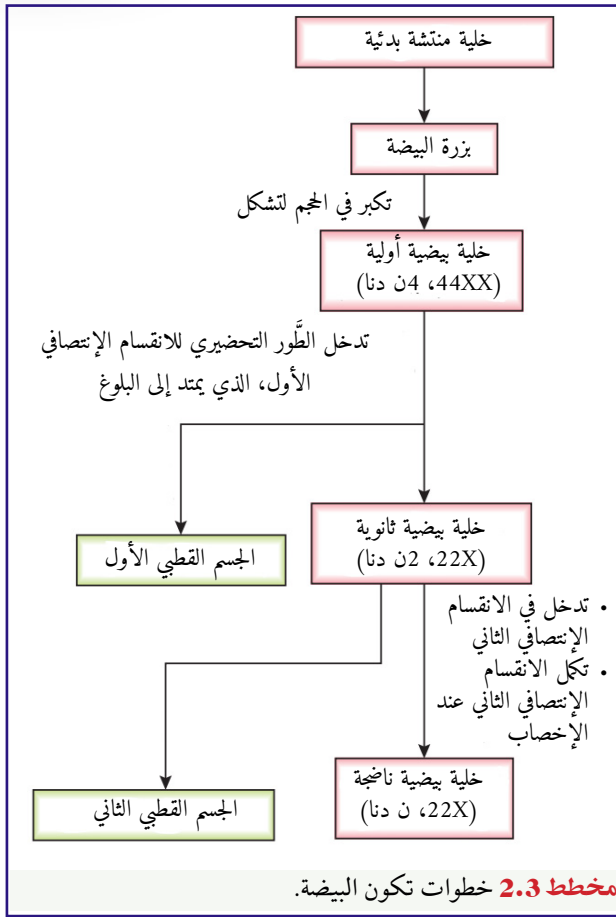 خلية منتشة بدئية
بزرة البيضة
تكبر في الحجم لتشكل
خلية بيضية أولية
(44XX، 4ن دنا)
تدخل الطَّور التحضيري للانقسام الإنتصافي
الأول، الذي يمتد إلى البلوغ
خلية بيضية ثانوية
(22X، 2ن دنا)
الجسم القطبي الأول
• تدخل في الانقسام
الإنتصافي الثاني
• تكمل الانقسام
الإنتصافي الثاني عند
الإخصاب
خلية بيضية ناضجة
(22X، ن دنا)
الجسم القطبي الثاني
مخطط 2.3 خطوات تكون البيضة.